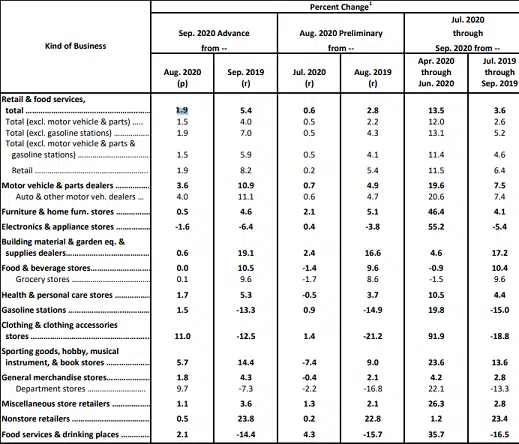 Percent Change1
Kind of Business
Sep. 2020 Advance
from --
Aug. 2020 Preliminary
from --
Jul. 2020
through
Sep. 2020 from --
Aug. 2020
(p)
Sep. 2019
(r)
Jul. 2020
(r)
Aug. 2019
(r)
Apr. 2020
through
Jun. 2020
Jul. 2019
through
Sep. 2019
Retail & food services,
total …………………………………… 1.9 5.4 0.6 2.8 13.5 3.6
Total (excl. motor vehicle & parts) ….. 1.5 4.0 0.5 2.2 12.0 2.6
Total (excl. gasoline stations) …………… 1.9 7.0 0.5 4.3 13.1 5.2
Total (excl. motor vehicle & parts &
gasoline stations) …………………… 1.5 5.9 0.5 4.1 11.4 4.6
Retail ……………………………… 1.9 8.2 0.2 5.4 11.5 6.4
Motor vehicle & parts dealers …………… 3.6 10.9 0.7 4.9 19.6 7.5
Auto & other motor veh. dealers … 4.0 11.1 0.6 4.7 20.6 7.4
Furniture & home furn. stores …………… 0.5 4.6 2.1 5.1 46.4 4.1
Electronics & appliance stores …………… -1.6 -6.4 0.4 -3.8 55.2 -5.4
Building material & garden eq. &
supplies dealers………………………… 0.6 19.1 2.4 16.6 4.6 17.2
Food & beverage stores………………… 0.0 10.5 -1.4 9.6 -0.9 10.4
Grocery stores …………………… 0.1 9.6 -1.7 8.6 -1.5 9.6
Health & personal care stores …………… 1.7 5.3 -0.5 3.7 10.5 4.4
Gasoline stations ……………………… 1.5 -13.3 0.9 -14.9 19.8 -15.0
Clothing & clothing accessories
stores ………………………………… 11.0 -12.5 1.4 -21.2 91.9 -18.8
Sporting goods, hobby, musical
instrument, & book stores ……………… 5.7 14.4 -7.4 9.0 23.6 13.6
General merchandise stores……………… 1.8 4.3 -0.4 2.1 4.2 2.8
Department stores …………………… 9.7 -7.3 -2.2 -16.8 22.1 -13.3
Miscellaneous store retailers …………… 1.1 3.6 1.3 2.1 26.3 2.8
Nonstore retailers ……………………… 0.5 23.8 0.2 22.8 1.2 23.4
Food services & drinking places ………… 2.1 -14.4 4.3 -15.7 35.7 -16.5